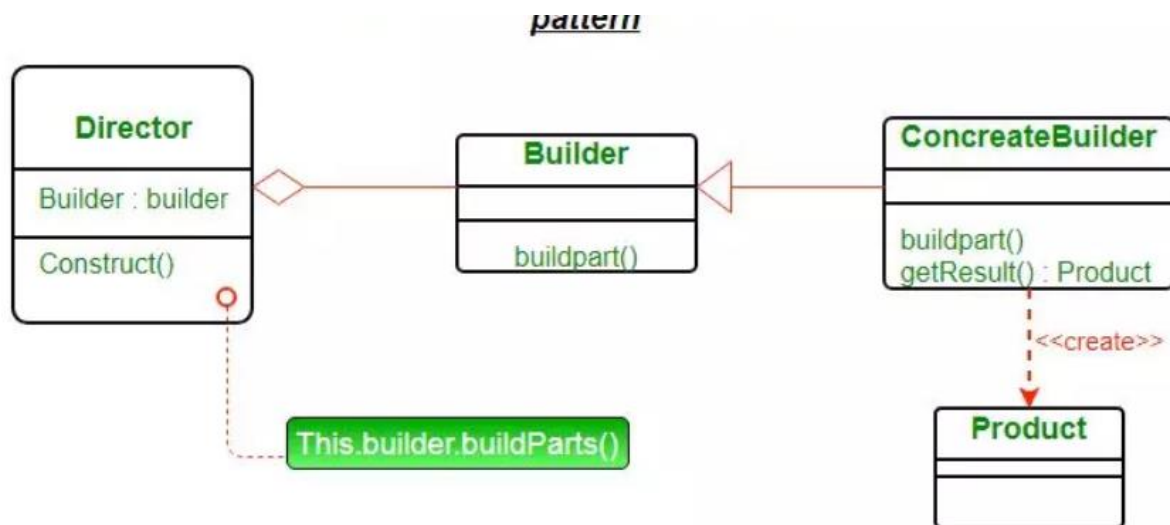 pattern
Director
Builder : builder
Construct()
Builder
buildpart()
ConcreateBuilder
buildpart()
getResult() : Product
<<create>>
Product
This.builder.buildParts()